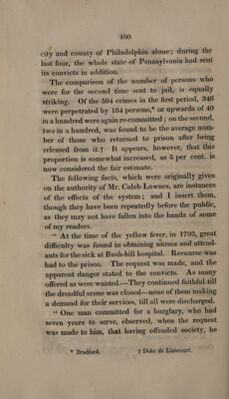 100
city and county of Philadelphia alone; during the
last four, the whole state of Pennsylvania had sent
its convicts in addition.
The comparison of the number of persons who
were for the second time sent to jail, is equally
striking. Of the 594 crimes in the first period, 346
were perpetrated by 184 persons,* or upwards of 40
in a hundred were again re-committed; on the second,
two in a hundred, was found to be the average num-
ber of those who returned to prison after being
released from it.† It appears, however, that this
proportion is somewhat increased, as 5 per cent. is
now considered the fair estimate.
The following facts, which were originally given
on the authority of Mr. Caleb Lownes, are instances
of the effects of the system; and I insert them,
though they have been repeatedly before the public,
as they may not have fallen into the hands of some
of my readers.
"At the time of the yellow fever, in 1793, great
difficulty was found in obtaining nurses and attend-
ants for the sick at Bush-hill hospital. Recourse was
had to the prison. The request was made, and the
apparent danger stated to the convicts. As many
offered as were wanted.—They continued faithful till
the dreadful scene was closed—none of them making
a demand for their services, till all were discharged.
"One man committed for a burglary, who had
seven years to serve, observed, when the request
was made to him, that having offended society, he
* Bradford. † Duke de Liancourt.